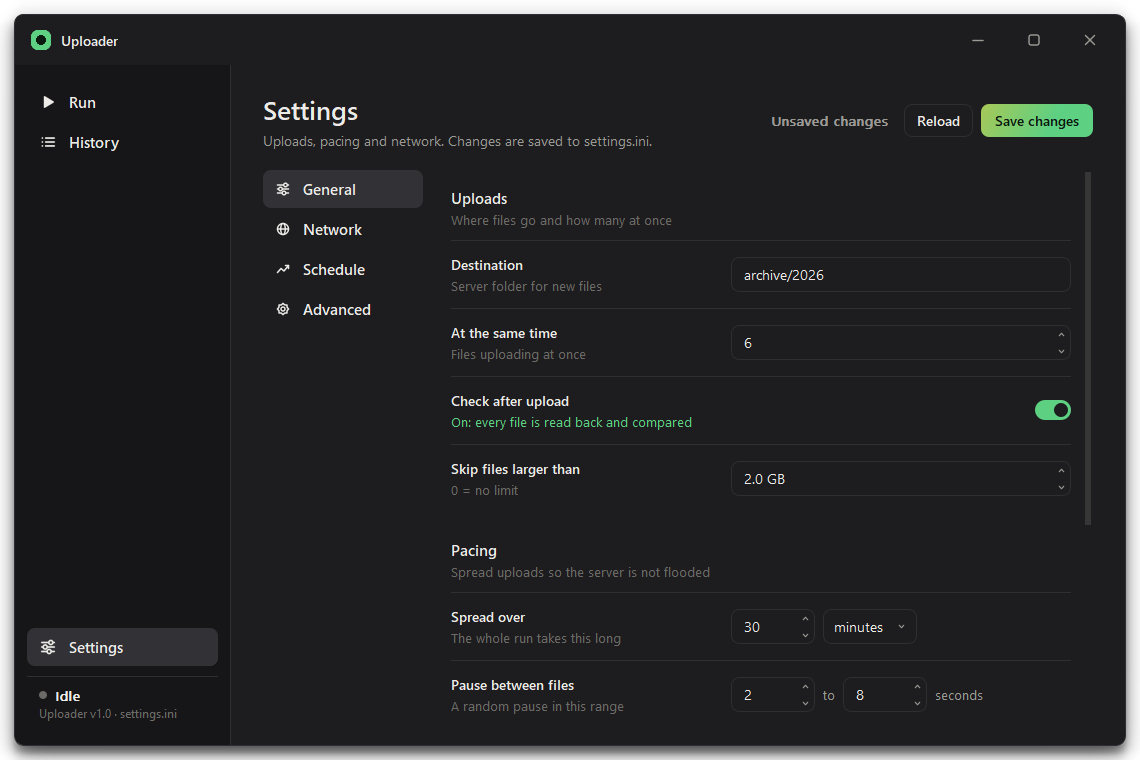 Uploader
Run
History
Settings
Uploads, pacing and network. Changes are saved to settings.ini.
Unsaved changes
Reload
Save changes
General
Network
Schedule
Advanced
Uploads
Where files go and how many at once
Destination
Server folder for new files
archive/2026
At the same time
Files uploading at once
6
Check after upload
On: every file is read back and compared
Skip files larger than
0 = no limit
2.0 GB
Pacing
Spread uploads so the server is not flooded
Spread over
The whole run takes this long
30 minutes
Pause between files
A random pause in this range
2 to 8 seconds
Settings
Idle
Uploader v1.0 · settings.ini